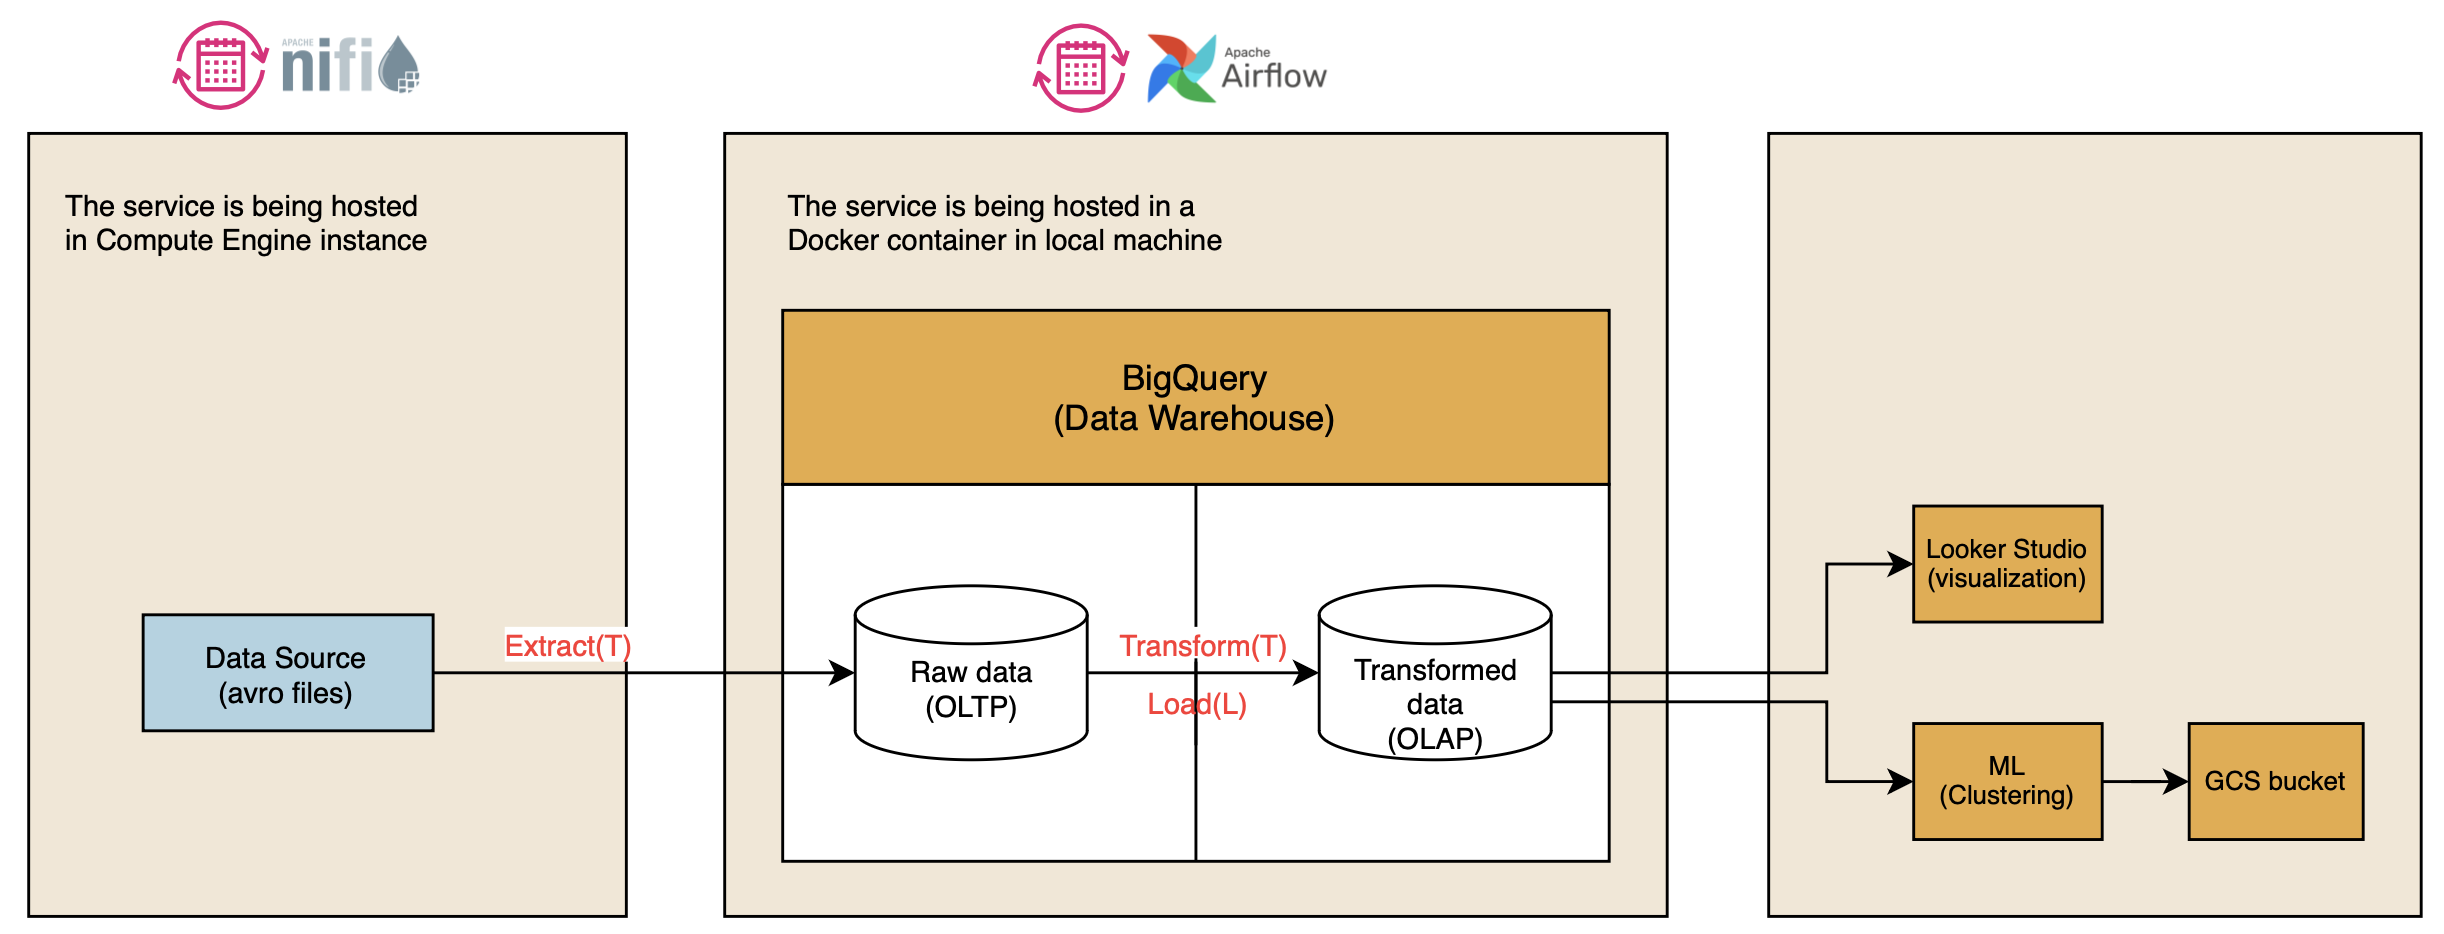 APACHE
nifi
Apache
Airflow
The service is being hosted
in Compute Engine instance
The service is being hosted in a
Docker container in local machine
BigQuery
(Data Warehouse)
Data Source
(avro files)
Extract(T)
Raw data
(OLTP)
Transform(T)
Load(L)
Transformed
data
(OLAP)
Looker Studio
(visualization)
ML
(Clustering)
GCS bucket